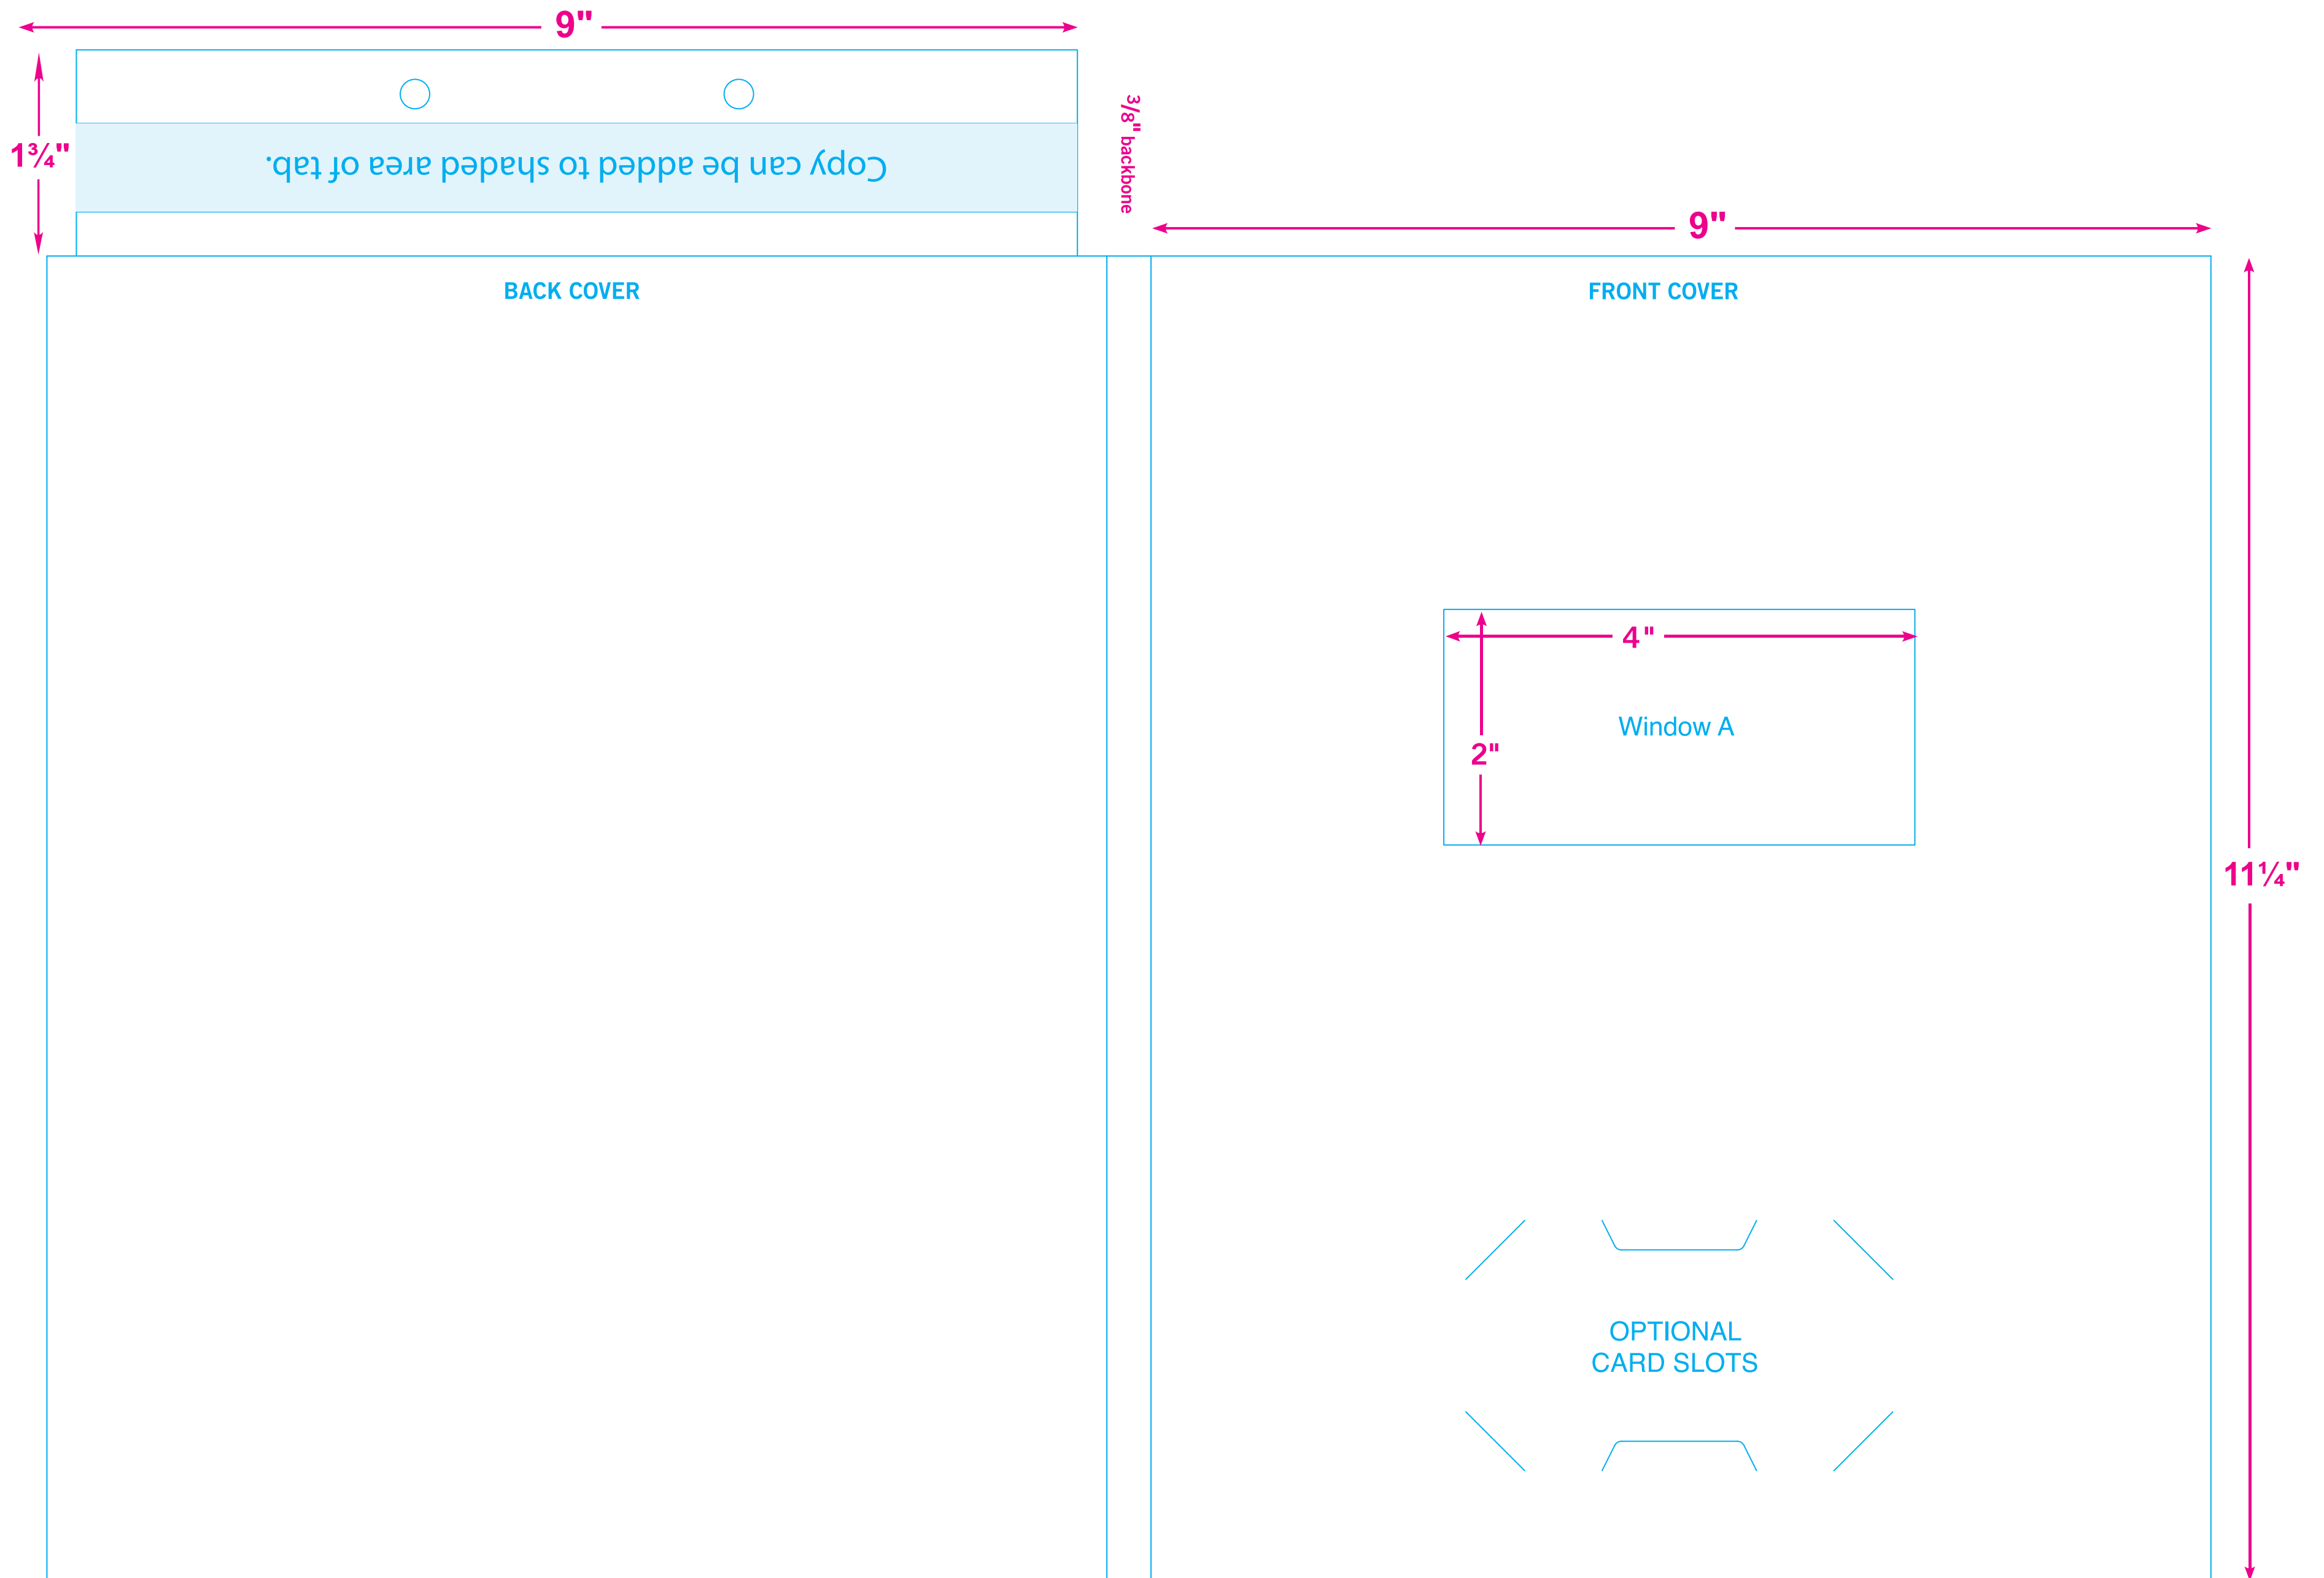 9"
1¾"
Copy can be added to shaded area of tab.
3/8" backbone
9"
BACK COVER
FRONT COVER
4"
Window A
2"
11¼"
OPTIONAL
CARD SLOTS